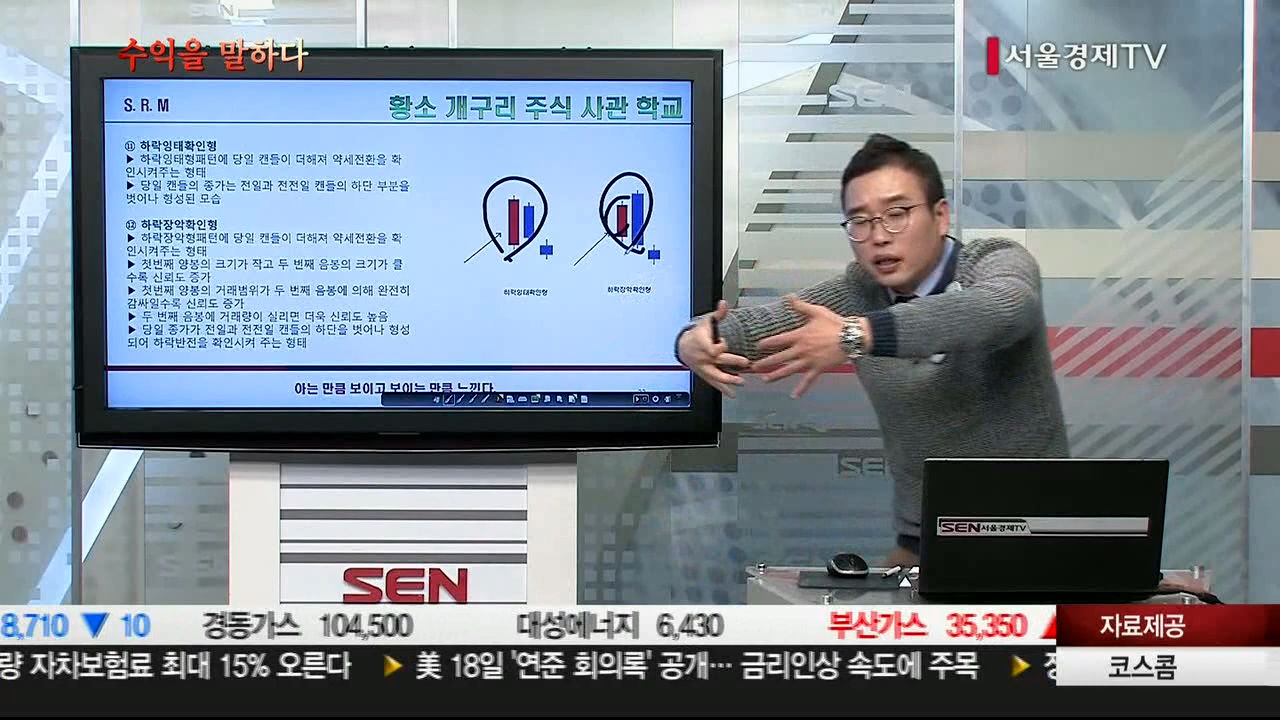 수익을 말하다
서울경제TV
SEN
S. R. M
황소 개구리 주식 사관 학교
⑪ 하락잉태확인형
▶ 하락잉태형패턴에 당일 캔들이 더해져 약세전환을 확
인시켜주는 형태
▶ 당일 캔들의 종가는 전일과 전전일 캔들의 하단 부분을
벗어나 형성된 모습
⑫ 하락장악확인형
▶ 하락장악형패턴에 당일 캔들이 더해져 약세전환을 확
인시켜주는 형태
▶ 첫번째 양봉의 크기가 작고 두 번째 음봉의 크기가 클
수록 신뢰도 증가
▶ 첫번째 양봉의 거래범위가 두 번째 음봉에 의해 완전히
감싸일수록 신뢰도 증가
▶ 두 번째 음봉에 거래량이 실리면 더욱 신뢰도 높음
▶ 당일 종가가 전일과 전전일 캔들의 하단을 벗어나 형성
되어 하락반전을 확인시켜 주는 형태
하락잉태확인형
하락장악확인형
아는 만큼 보이고 보이는 만큼 느낀다
SEN
SEN 서울경제TV
SEN
8,710 ▼ 10 경동가스 104,500 대성에너지 6,430 부산가스 35,350 ▲
자료제공
량 자차보험료 최대 15% 오른다 ▶ 美 18일 '연준 회의록' 공개… 금리인상 속도에 주목 ▶
코스콤